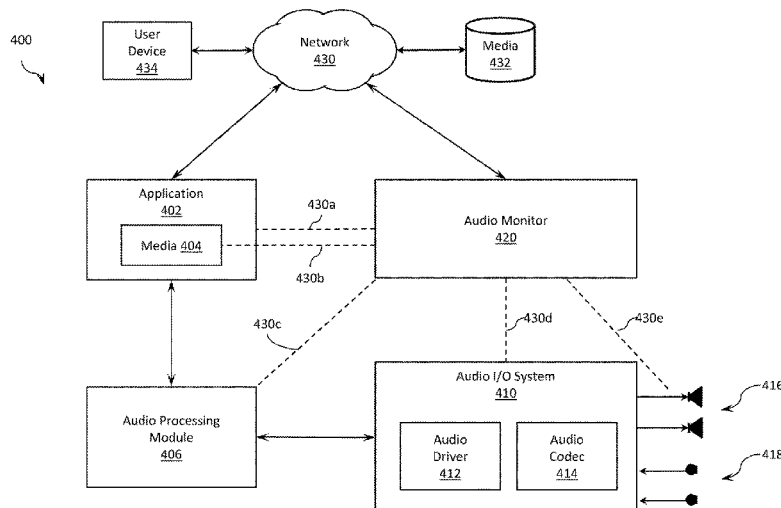 400
User
Device
434
Network
430
Media
432
Application
402
Media 404
430a
430b
Audio Monitor
420
430c
430d
430e
Audio Processing
Module
406
Audio I/O System
410
Audio
Driver
412
Audio
Codec
414
416
418